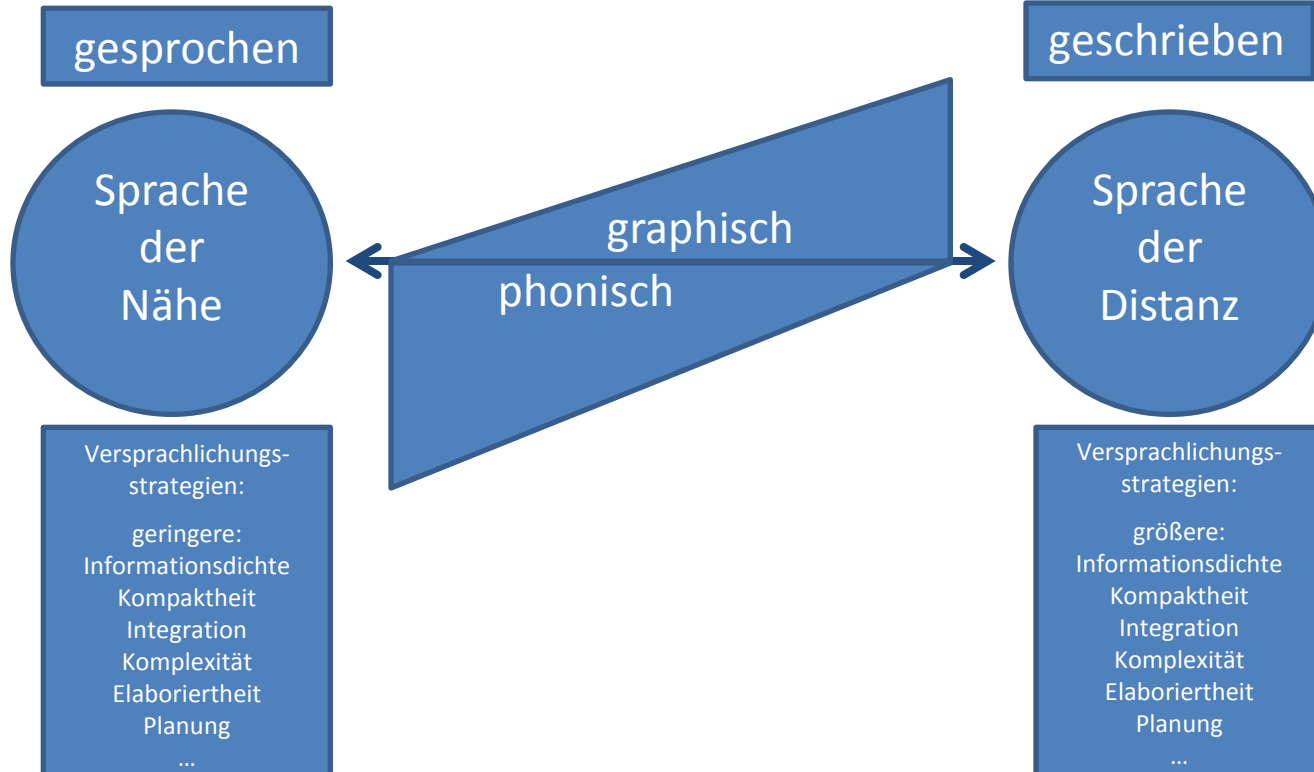 gesprochen
geschrieben
Sprache
der
Nähe
graphisch
phonisch
Sprache
der
Distanz
Versprachlichungs-
strategien:
geringere:
Informationsdichte
Kompaktheit
Integration
Komplexität
Elaboriertheit
Planung
...
Versprachlichungs-
strategien:
größere:
Informationsdichte
Kompaktheit
Integration
Komplexität
Elaboriertheit
Planung
...